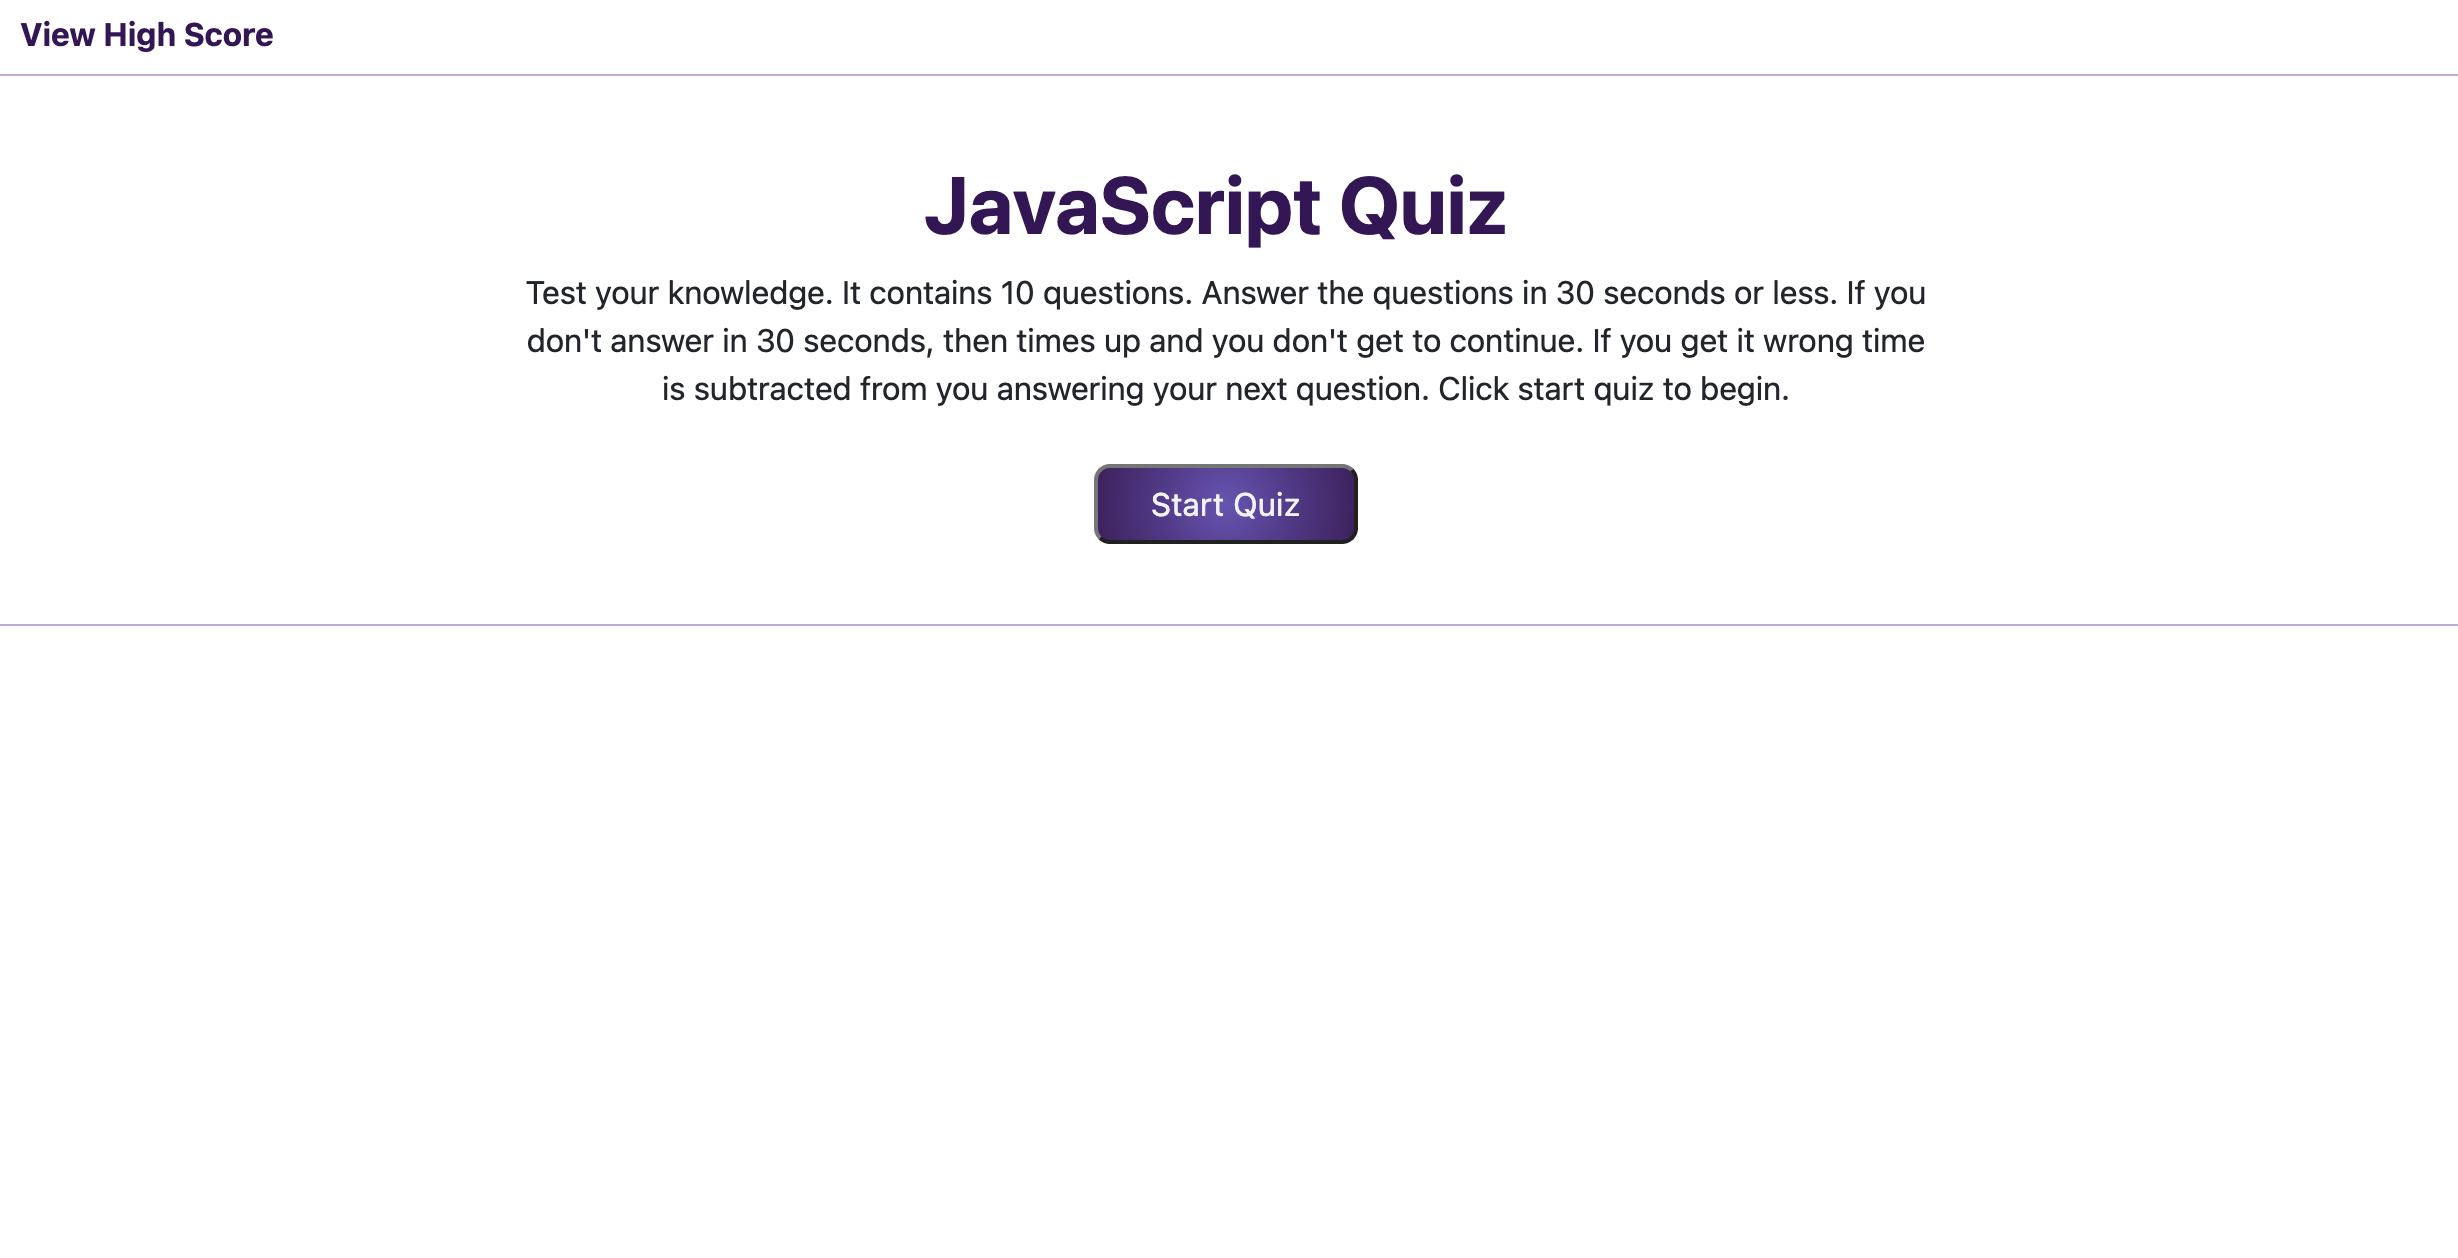 View High Score
JavaScript Quiz
Test your knowledge. It contains 10 questions. Answer the questions in 30 seconds or less. If you
don't answer in 30 seconds, then times up and you don't get to continue. If you get it wrong time
is subtracted from you answering your next question. Click start quiz to begin.
Start Quiz